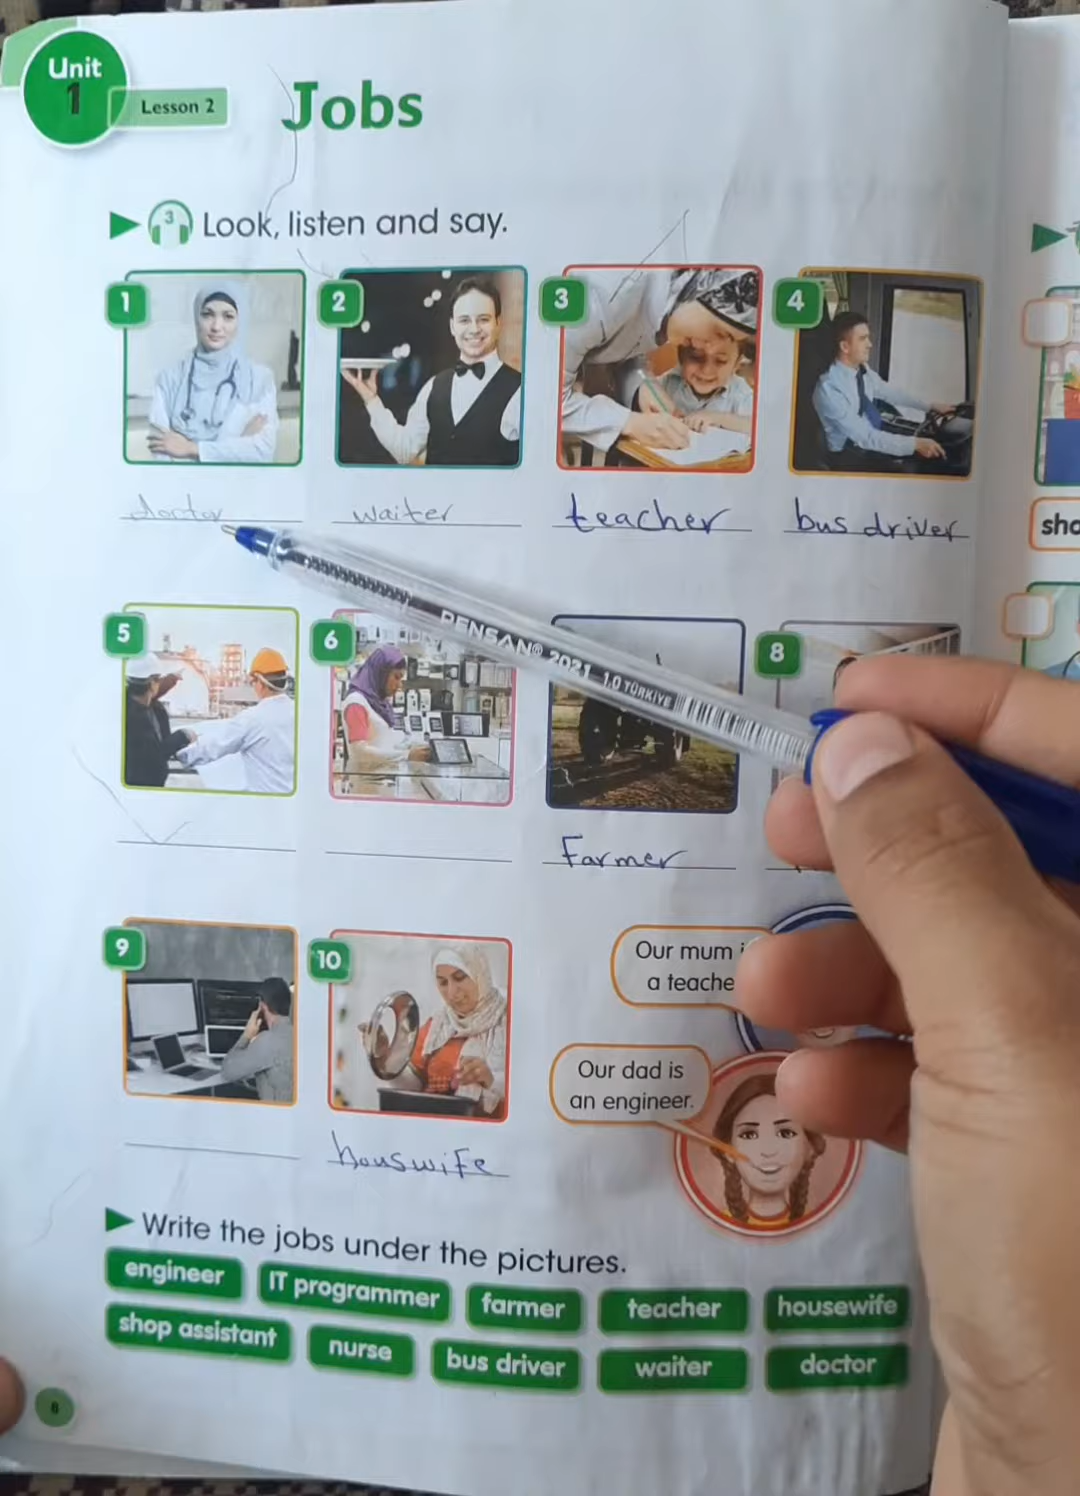 Unit
1
Lesson 2
Jobs
3
Look, listen and say.
1
2
3
4
doctor
waiter
teacher
bus driver
sho
PENSAN® 2021 1.0 TÜRKİYE
5
6
8
Farmer
9
10
Our mum i
a teache
Our dad is
an engineer.
houswife
Write the jobs under the pictures.
engineer
IT programmer
farmer
teacher
housewife
shop assistant
nurse
bus driver
waiter
doctor
8